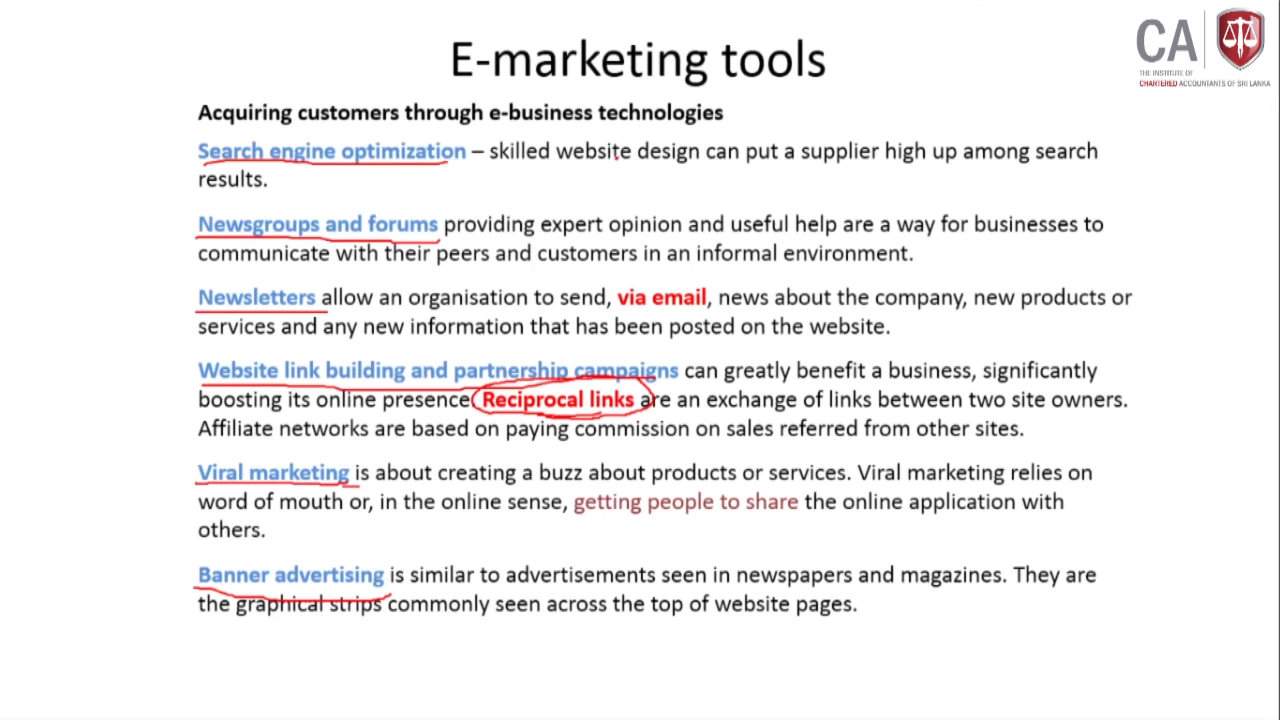 CA
THE INSTITUTE OF
CHARTERED ACCOUNTANTS OF SRI LANKA
E-marketing tools
Acquiring customers through e-business technologies
Search engine optimization – skilled website design can put a supplier high up among search
results.
Newsgroups and forums providing expert opinion and useful help are a way for businesses to
communicate with their peers and customers in an informal environment.
Newsletters allow an organisation to send, via email, news about the company, new products or
services and any new information that has been posted on the website.
Website link building and partnership campaigns can greatly benefit a business, significantly
boosting its online presence Reciprocal links are an exchange of links between two site owners.
Affiliate networks are based on paying commission on sales referred from other sites.
Viral marketing is about creating a buzz about products or services. Viral marketing relies on
word of mouth or, in the online sense, getting people to share the online application with
others.
Banner advertising is similar to advertisements seen in newspapers and magazines. They are
the graphical strips commonly seen across the top of website pages.